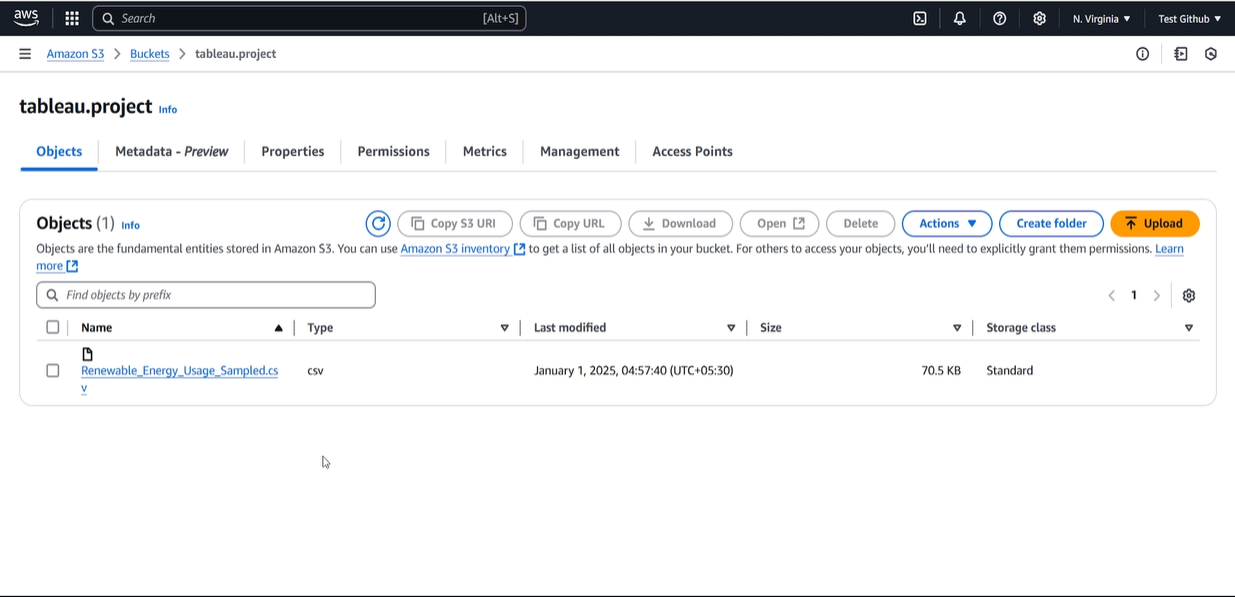 aws Search [Alt+S] N. Virginia Test Github
Amazon S3 Buckets tableau.project
tableau.project Info
Objects Metadata - Preview Properties Permissions Metrics Management Access Points
Objects (1) Info Copy S3 URI Copy URL Download Open Delete Actions Create folder Upload
Objects are the fundamental entities stored in Amazon S3. You can use Amazon S3 inventory to get a list of all objects in your bucket. For others to access your objects, you'll need to explicitly grant them permissions. Learn
more
Find objects by prefix 1
Name Type Last modified Size Storage class
Renewable_Energy_Usage_Sampled.cs csv January 1, 2025, 04:57:40 (UTC+05:30) 70.5 KB Standard
v